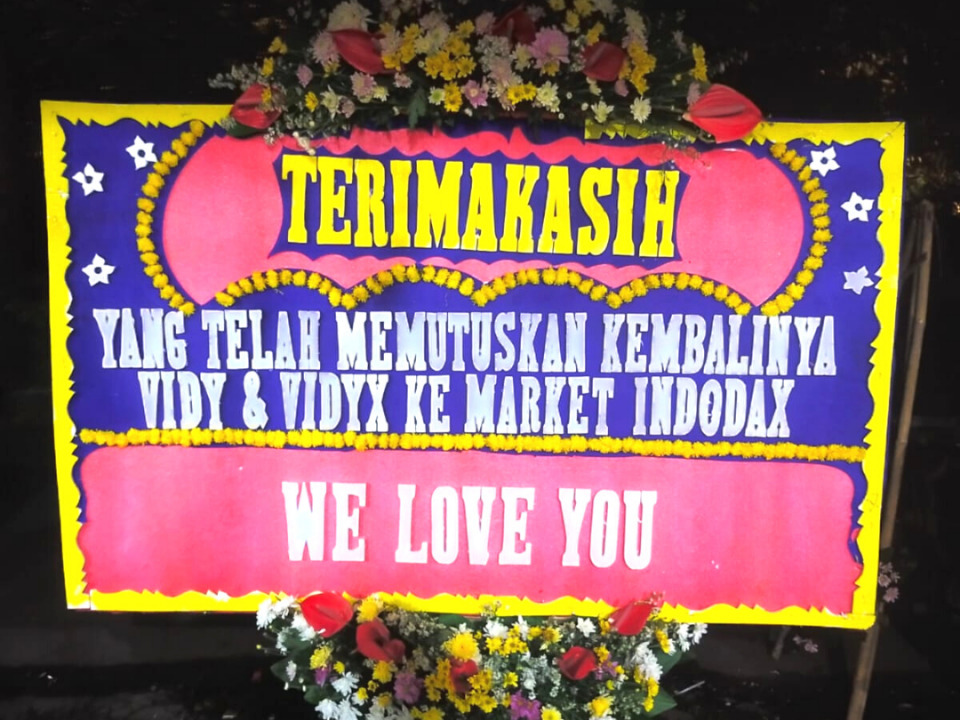 TERIMAKASIH
YANG TELAH MEMUTUSKAN KEMBALINYA
VIDY & VIDYX KE MARKET INDODAX
WE LOVE YOU